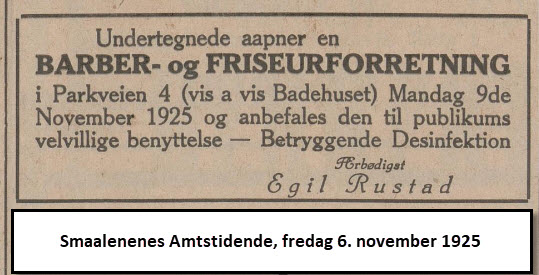 Undertegnede aapner en
BARBER- og FRISEURFORRETNING
i Parkveien 4 (vis a vis Badehuset) Mandag 9de
November 1925 og anbefales den til publikums
velvillige benyttelse — Betryggende Desinfektion
Ærbødigst
Egil Rustad
Smaalenenes Amtstidende, fredag 6. november 1925